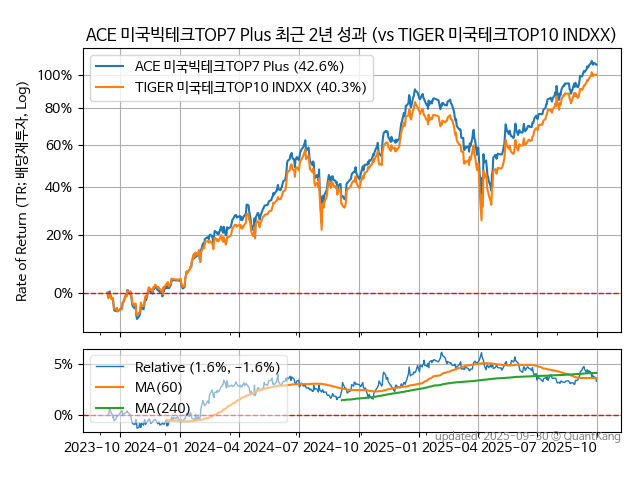 ACE 미국빅테크TOP7 Plus 최근 2년 성과 (vs TIGER 미국테크TOP10 INDXX)
Rate of Return (TR: 배당재투자, Log)
100%
80%
60%
40%
20%
0%
ACE 미국빅테크TOP7 Plus (42.6%)
TIGER 미국테크TOP10 INDXX (40.3%)
5%
0%
Relative (1.6%, −1.6%)
MA(60)
MA(240)
updated: 2025-09-30 © QuantKang
2023-10 2024-01 2024-04 2024-07 2024-10 2025-01 2025-04 2025-07 2025-10